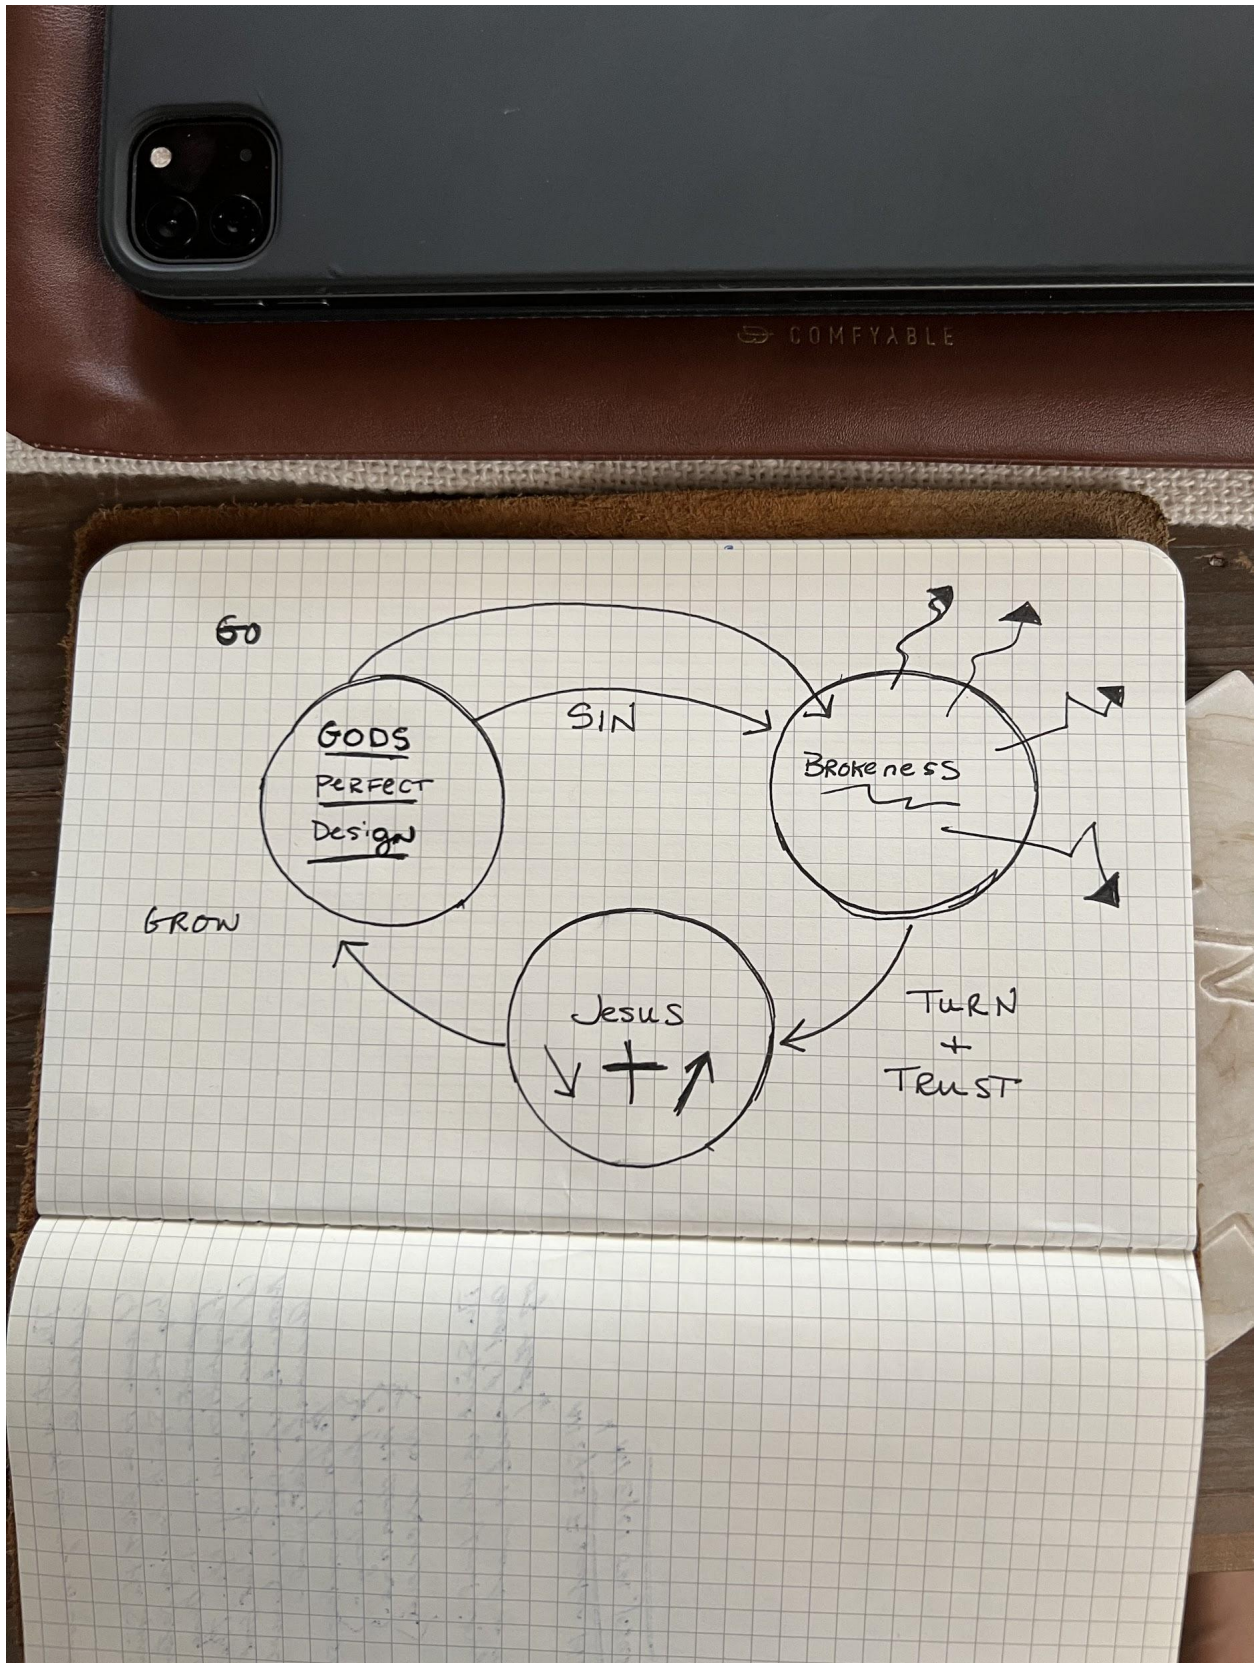 COMFYABLE
GO
SIN
GODS
PERFECT
Design
BROKENESS
GROW
Jesus
TURN
+
TRUST